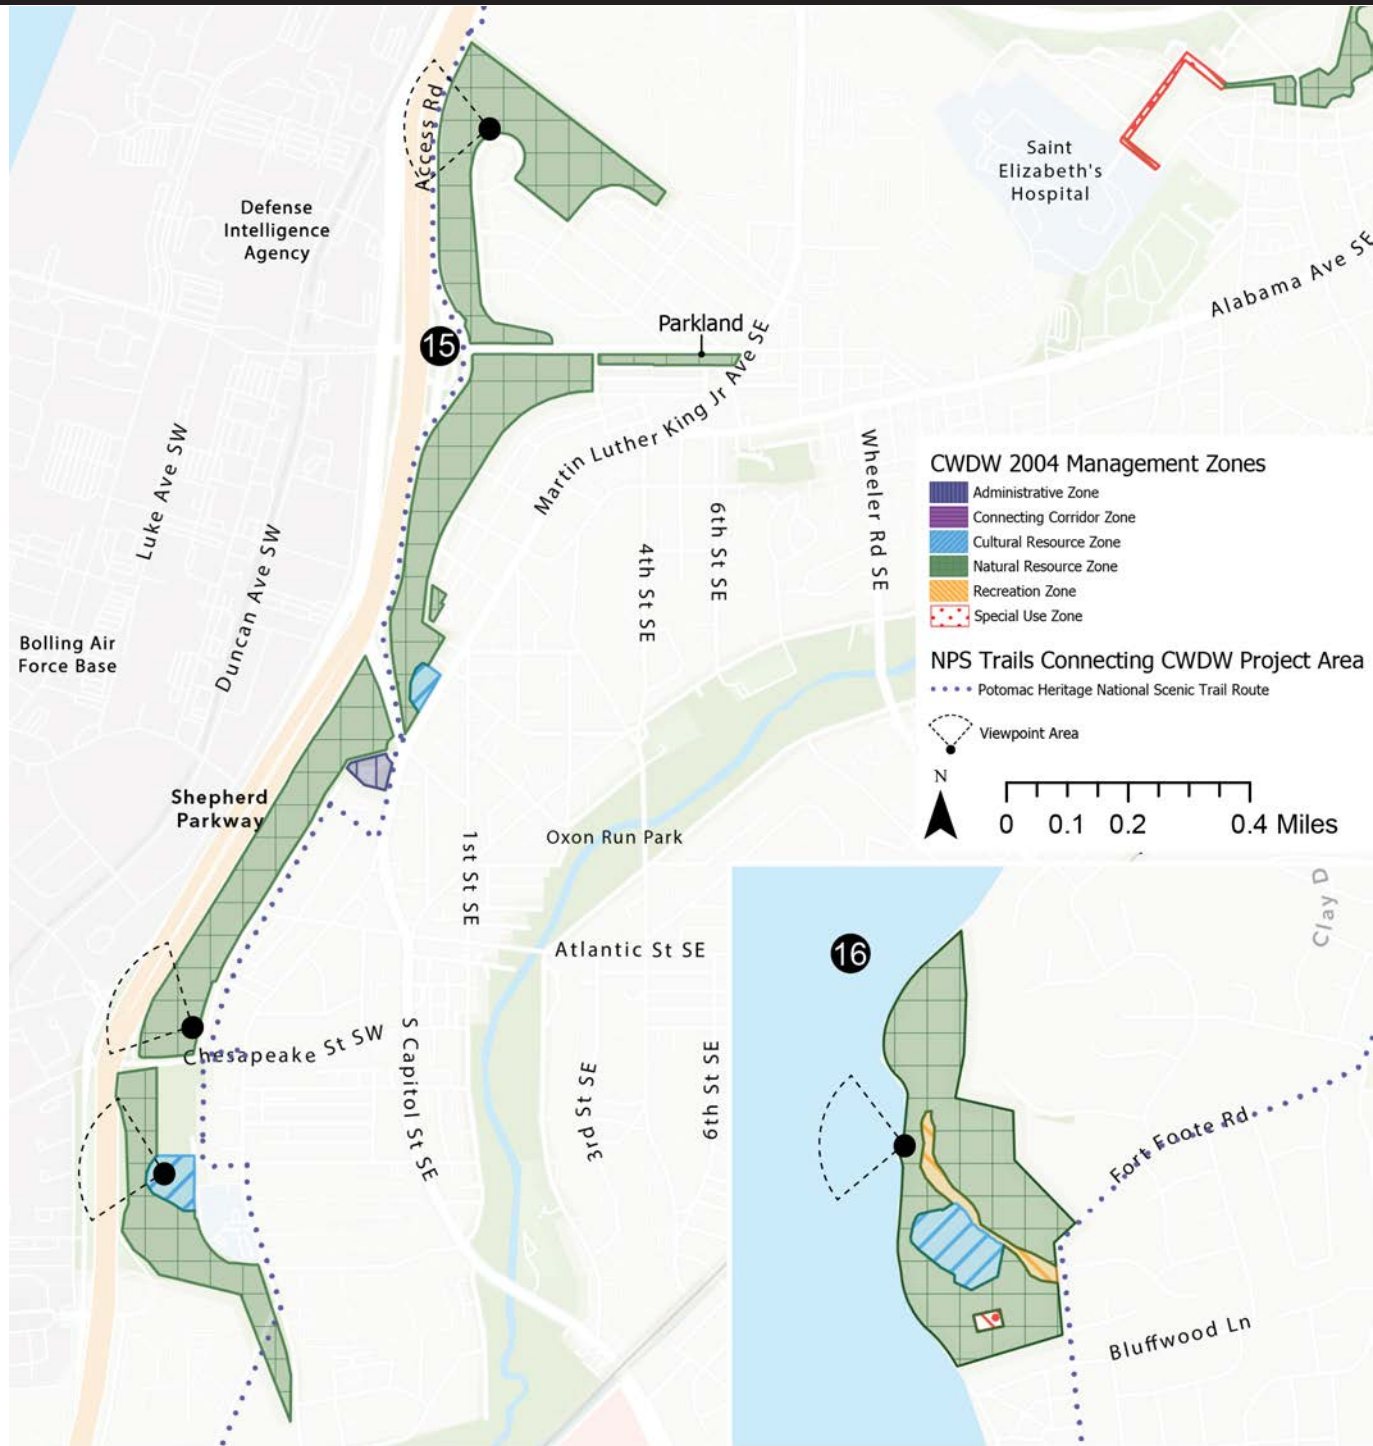 Access Rd
Saint
Elizabeth's
Hospital
Defense
Intelligence
Agency
Alabama Ave SE
15
Parkland
Martin Luther King Jr Ave SE
Luke Ave SW
Duncan Ave SW
Wheeler Rd SE
6th St SE
4th St SE
Bolling Air
Force Base
CWDW 2004 Management Zones
Administrative Zone
Connecting Corridor Zone
Cultural Resource Zone
Natural Resource Zone
Recreation Zone
Special Use Zone
NPS Trails Connecting CWDW Project Area
Potomac Heritage National Scenic Trail Route
Viewpoint Area
N
0 0.1 0.2 0.4 Miles
Shepherd
Parkway
Oxon Run Park
1st St SE
Atlantic St SE
Chesapeake St SW
S Capitol St SE
3rd St SE
6th St SE
16
Clay D
Fort Foote Rd
Bluffwood Ln